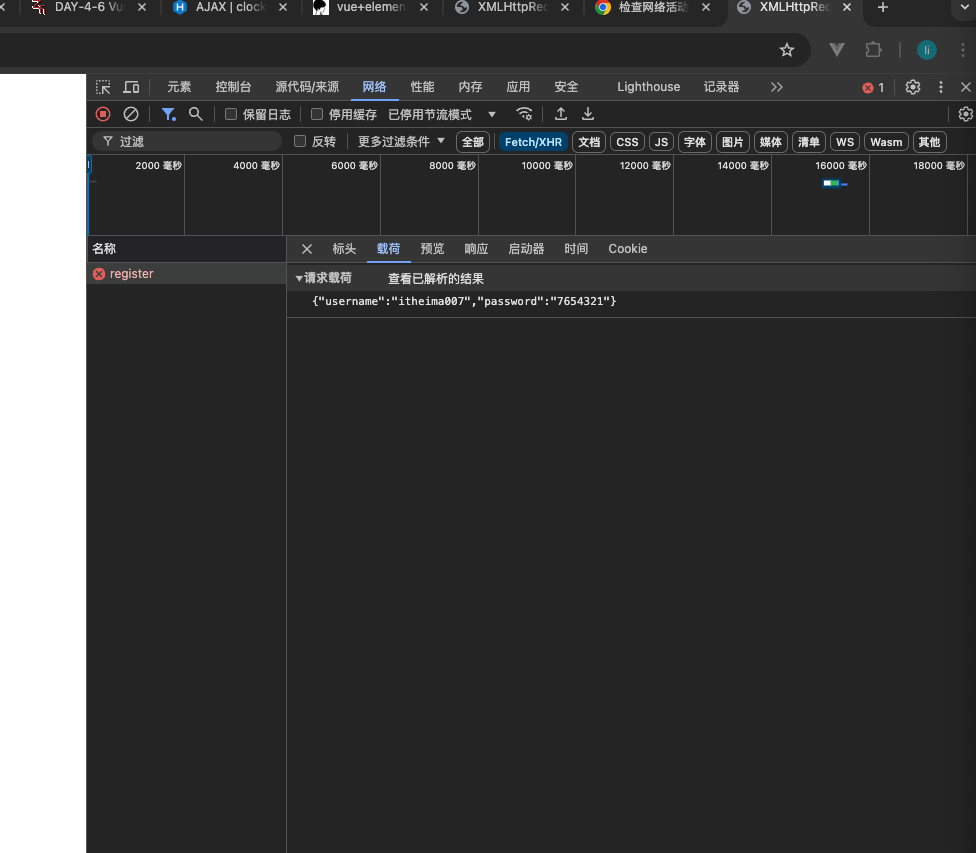 DAY-4-6 Vu
AJAX | clock
vue+elemen
XMLHttpRec
检查网络活动
XMLHttpRec
li
元素 控制台 源代码/来源 网络 性能 内存 应用 安全 Lighthouse 记录器 1
保留日志 停用缓存 已停用节流模式
过滤 反转 更多过滤条件 全部 Fetch/XHR 文档 CSS JS 字体 图片 媒体 清单 WS Wasm 其他
2000 毫秒 4000 毫秒 6000 毫秒 8000 毫秒 10000 毫秒 12000 毫秒 14000 毫秒 16000 毫秒 18000 毫秒
名称 标头 载荷 预览 响应 启动器 时间 Cookie
register
请求载荷 查看已解析的结果
{"username":"itheima007","password":"7654321"}